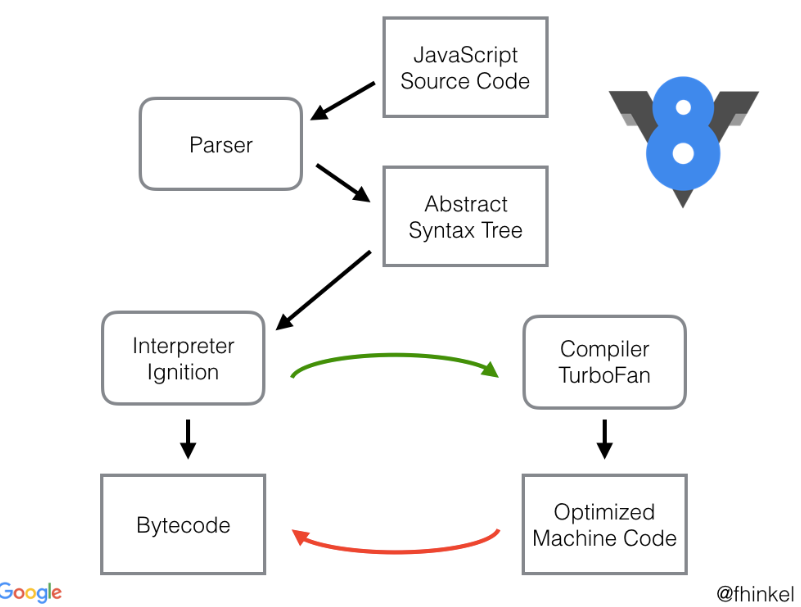 JavaScript
Source Code
Parser
8
Abstract
Syntax Tree
Interpreter
Ignition
Compiler
TurboFan
Bytecode
Optimized
Machine Code
Google
@fhinkel